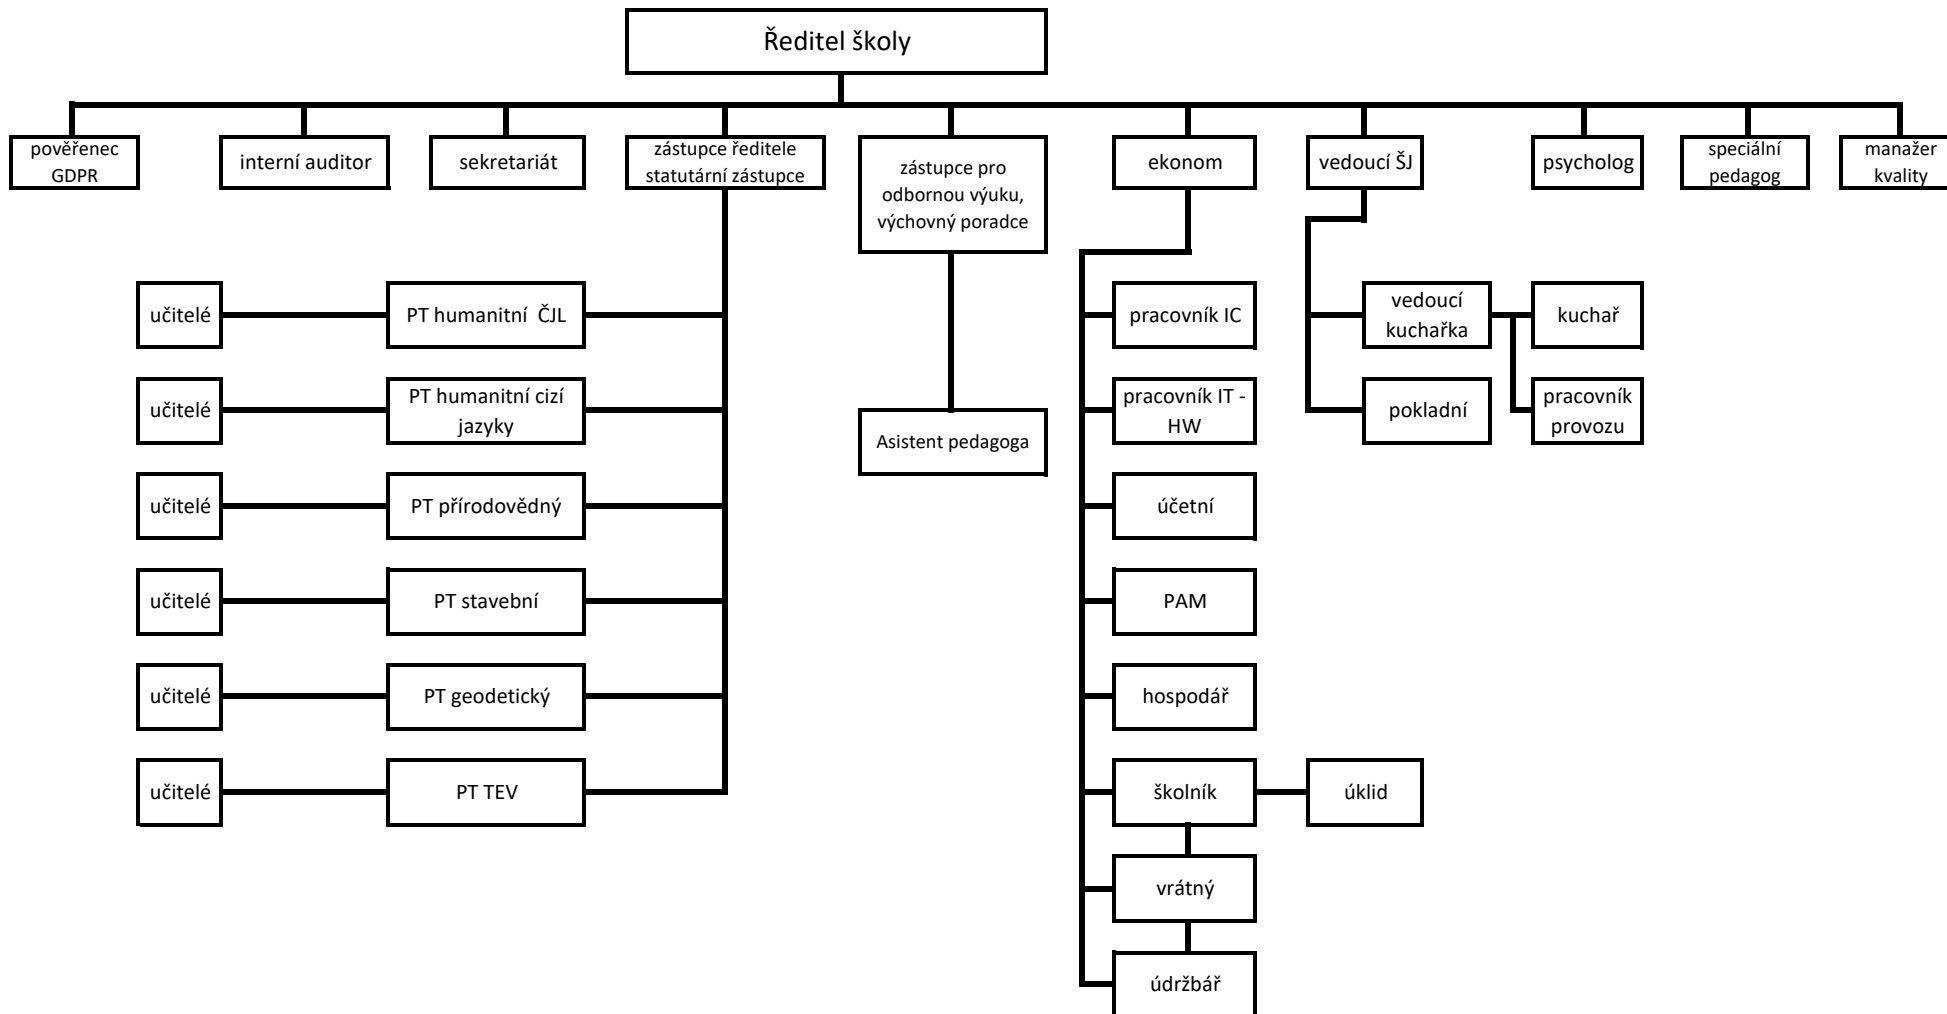 Ředitel školy
pověřenec
GDPR
interní auditor
sekretariát
zástupce ředitele
statutární zástupce
zástupce pro
odbornou výuku,
výchovný poradce
ekonom
vedoucí ŠJ
psycholog
speciální
pedagog
manažer
kvality
učitelé
PT humanitní  ČJL
pracovník IC
vedoucí
kuchařka
kuchař
učitelé
PT humanitní cizí
jazyky
Asistent pedagoga
pracovník IT -
HW
pokladní
pracovník
provozu
učitelé
PT přírodovědný
účetní
učitelé
PT stavební
PAM
učitelé
PT geodetický
hospodář
učitelé
PT TEV
školník
úklid
vrátný
údržbář